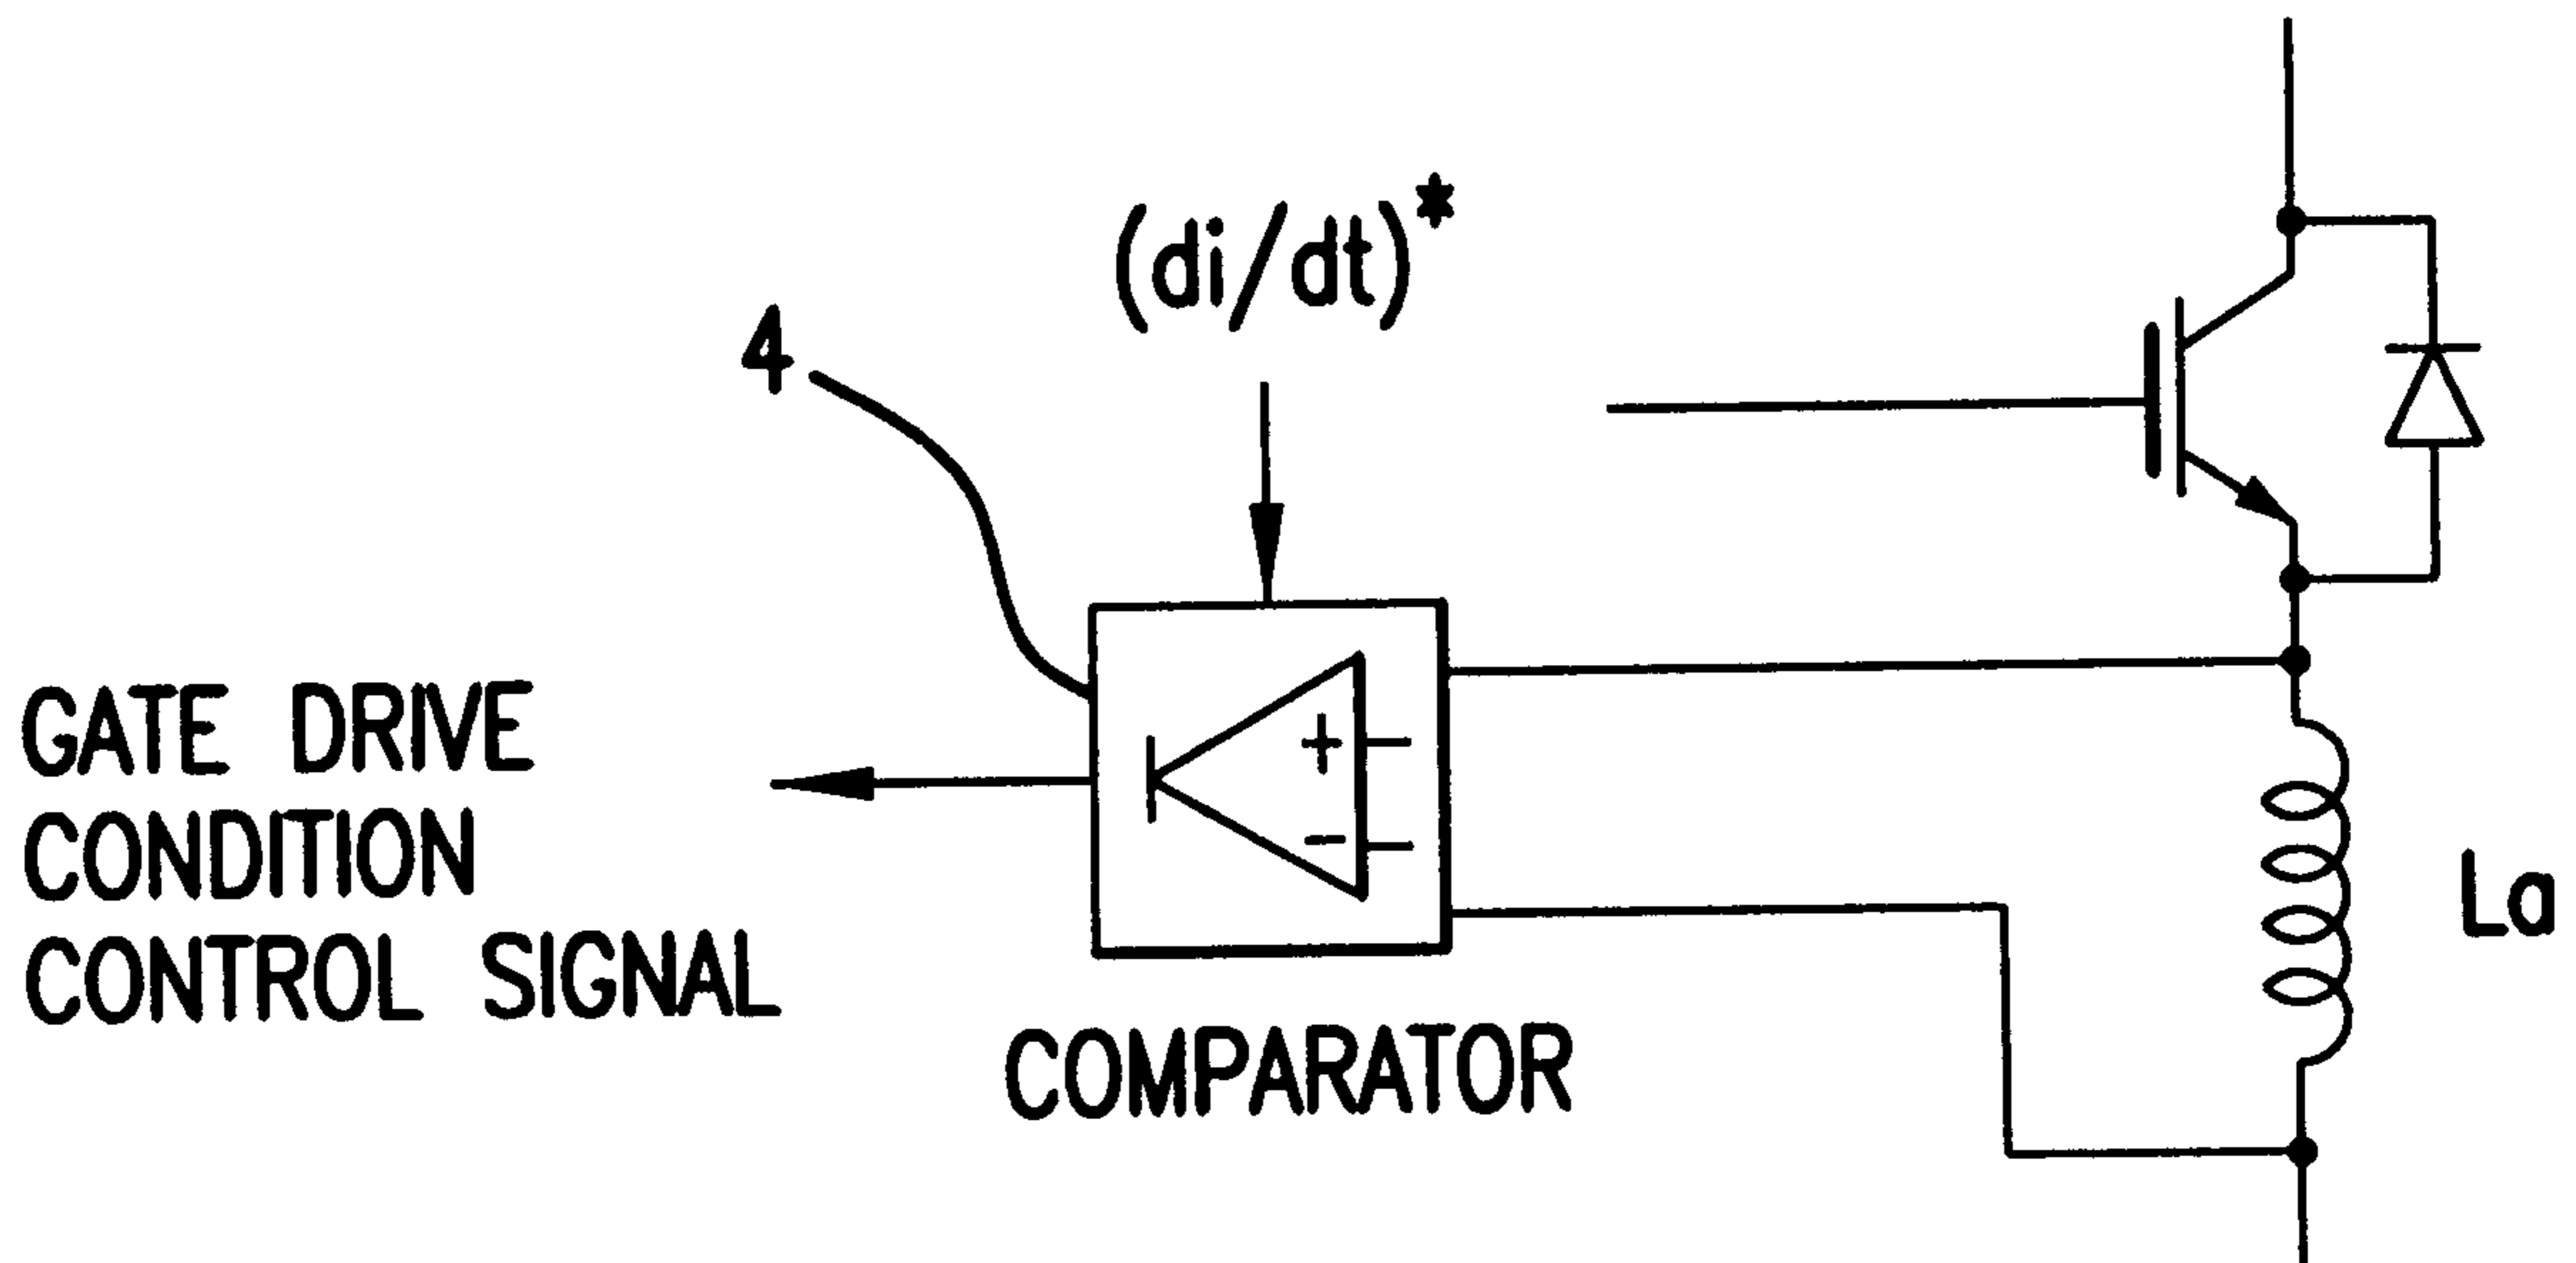 (di/dt)*
4
GATE DRIVE
CONDITION
CONTROL SIGNAL
+
-
COMPARATOR
La